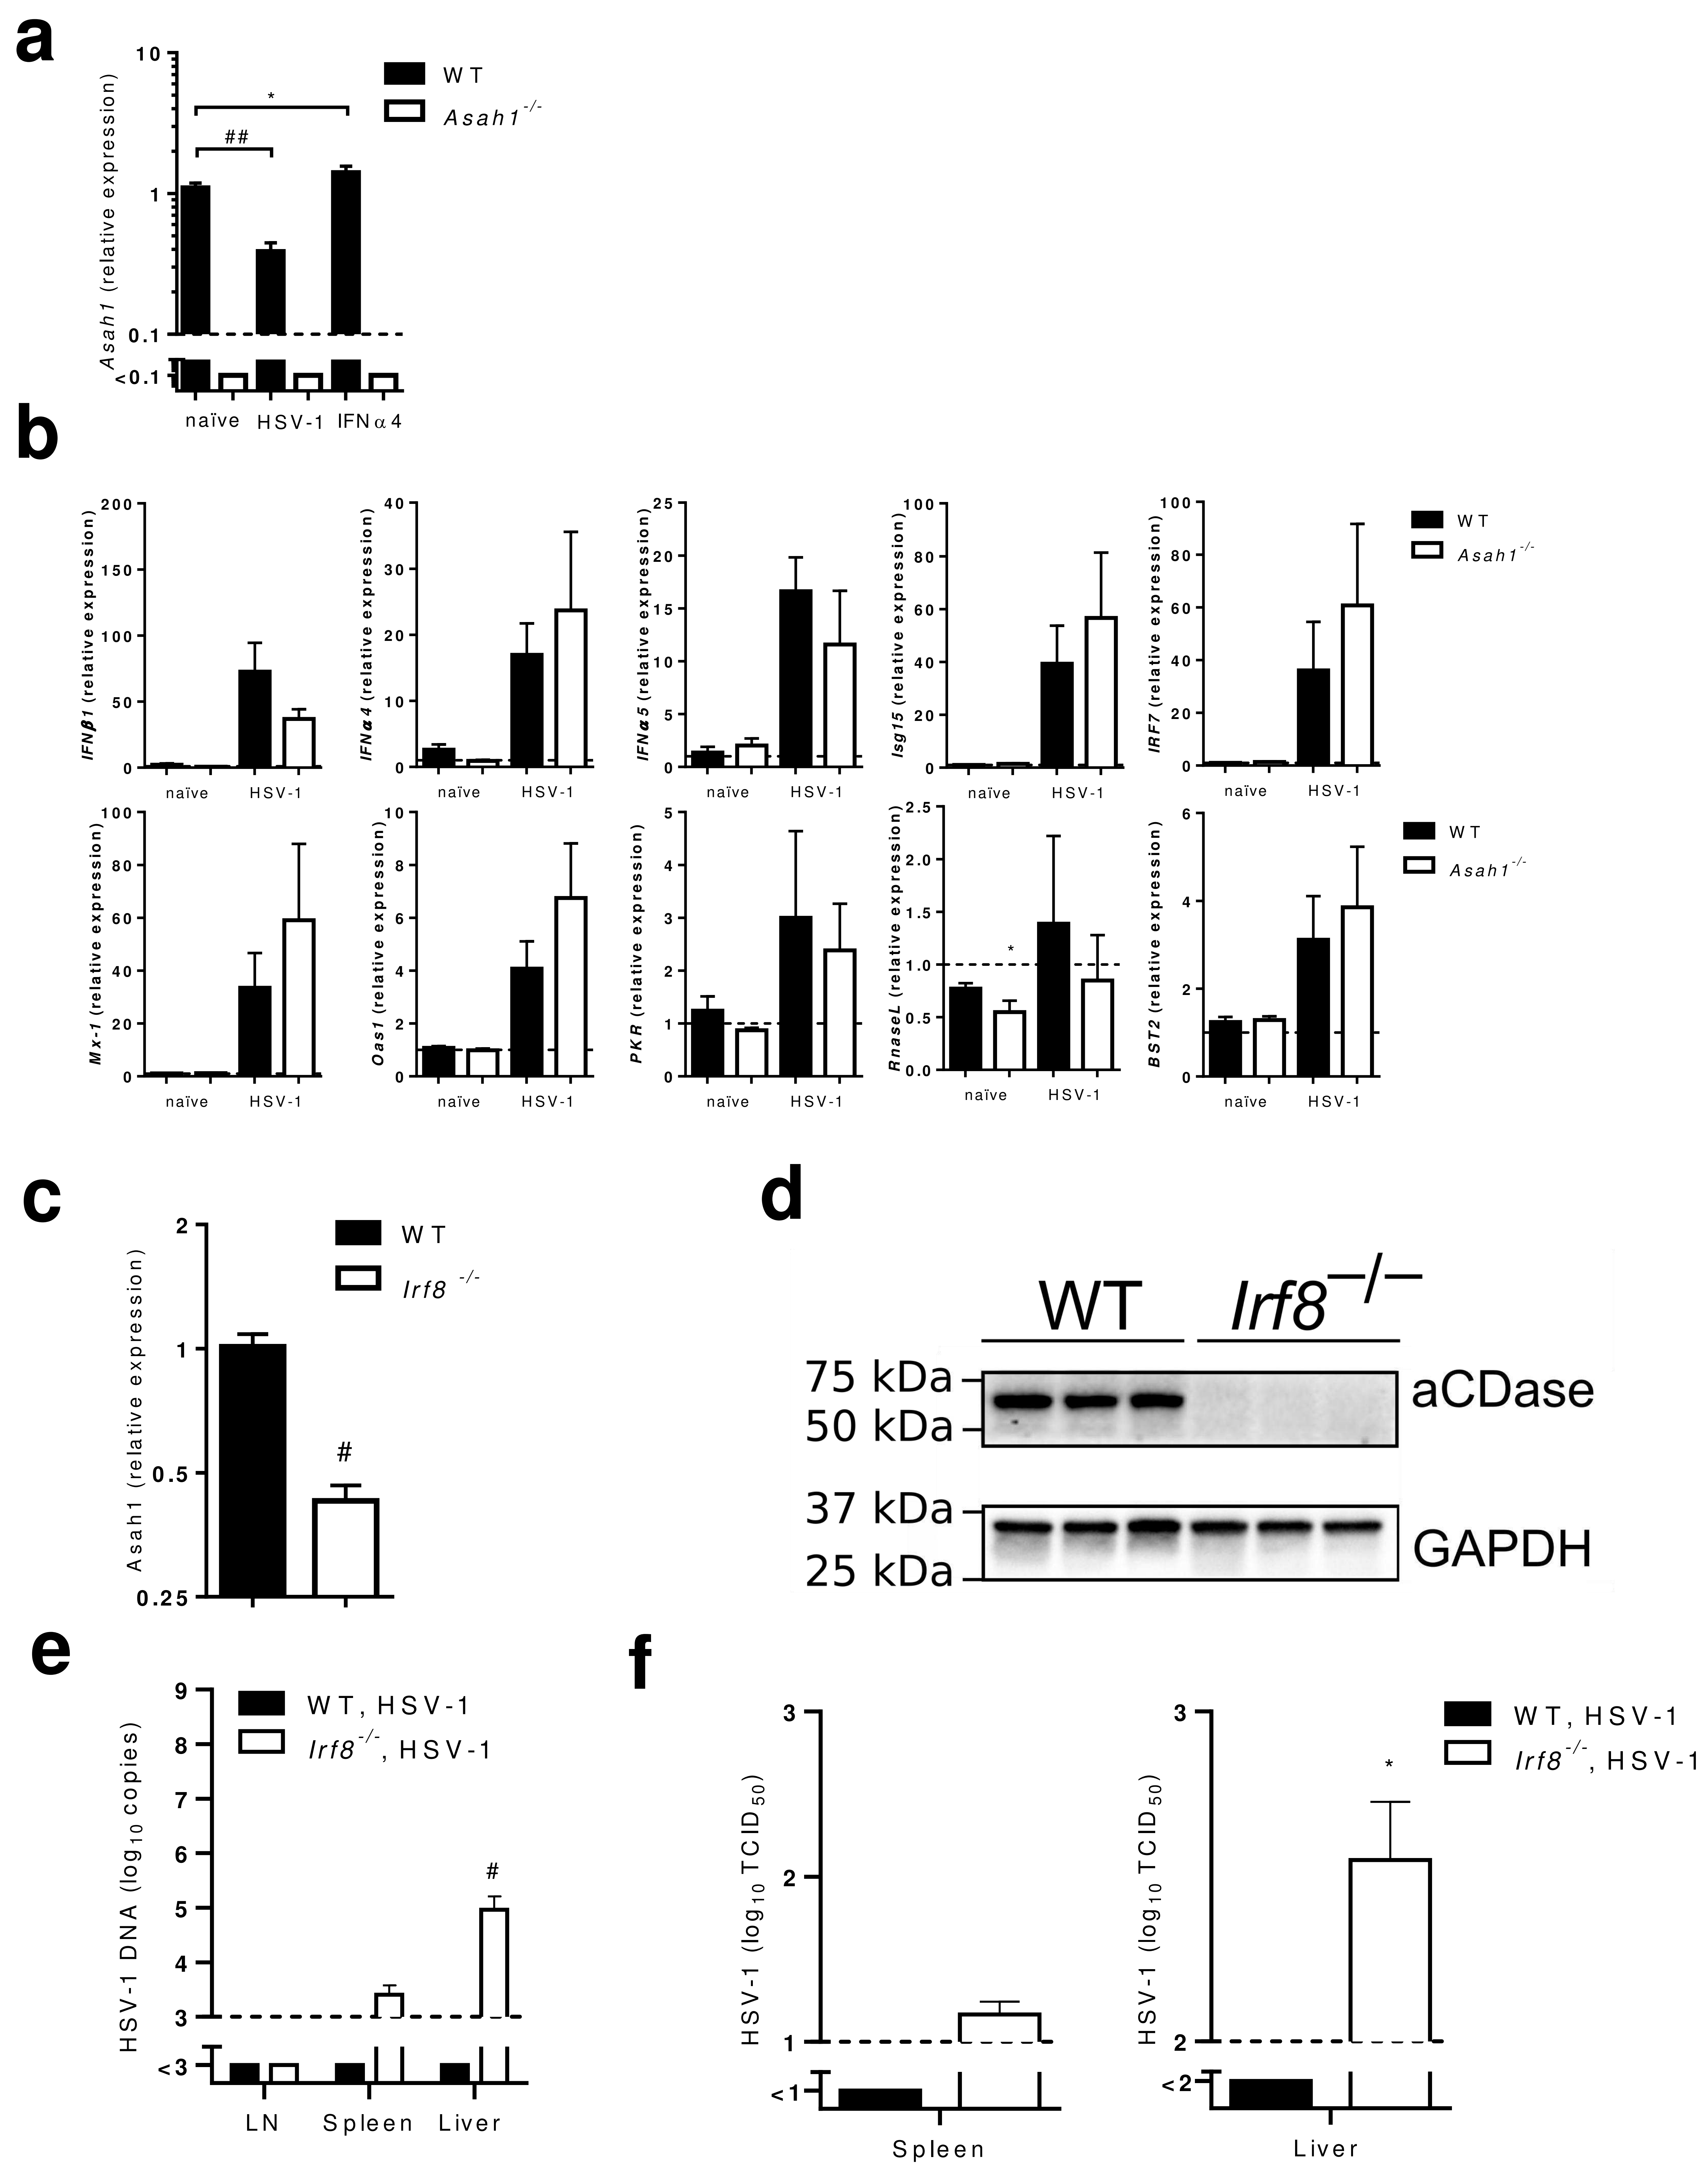 a
10
1
0.1
<0.1
Asah1 (relative expression)
*
##
WT
Asah1-/-
naïve HSV-1 IFNα4
b
200
150
100
50
0
IFNβ1 (relative expression)
naïve HSV-1
40
30
20
10
0
IFNα4 (relative expression)
naïve HSV-1
25
20
15
10
5
0
IFNα5 (relative expression)
naïve HSV-1
100
80
60
40
20
0
Isg15 (relative expression)
naïve HSV-1
100
80
60
40
20
0
IRF7 (relative expression)
naïve HSV-1
WT
Asah1-/-
100
80
60
40
20
0
Mx-1 (relative expression)
naïve HSV-1
10
8
6
4
2
0
Oas1 (relative expression)
naïve HSV-1
5
4
3
2
1
0
PKR (relative expression)
naïve HSV-1
2.5
2.0
1.5
1.0
0.5
0.0
RnaseL (relative expression)
*
naïve HSV-1
6
4
2
0
BST2 (relative expression)
naïve HSV-1
WT
Asah1-/-
c
2
1
0.5
0.25
Asah1 (relative expression)
#
WT
Irf8 -/-
d
WT Irf8−/−
75 kDa
50 kDa
aCDase
37 kDa
25 kDa
GAPDH
e
9
8
7
6
5
4
3
<3
HSV-1 DNA (log10 copies)
WT, HSV-1
Irf8-/-, HSV-1
#
LN Spleen Liver
f
3
2
1
<1
HSV-1 (log10 TCID50)
Spleen
3
2
<2
HSV-1 (log10 TCID50)
*
Liver
WT, HSV-1
Irf8-/-, HSV-1